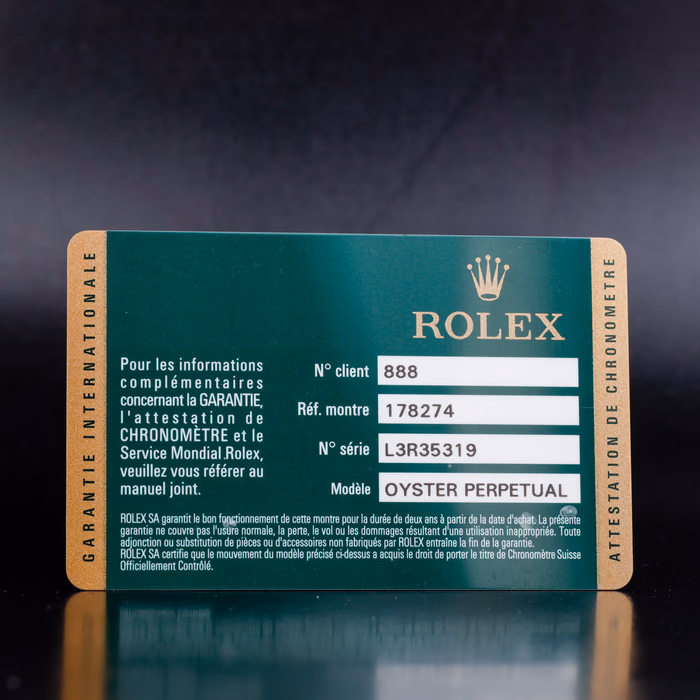 GARANTIE INTERNATIONALE
ROLEX
Pour les informations
complémentaires
concernant la GARANTIE,
l'attestation de
CHRONOMÈTRE et le
Service Mondial Rolex,
veuillez vous référer au
manuel joint.
N° client 888
Réf. montre 178274
N° série L3R35319
Modèle OYSTER PERPETUAL
ROLEX SA garantit le bon fonctionnement de cette montre pour la durée de deux ans à partir de la date d'achat. La présente
garantie ne couvre pas l'usure normale, la perte, le vol ou les dommages résultant d'une utilisation inappropriée. Toute
adjonction ou substitution de pièces ou d'accessoires non fabriqués par ROLEX entraîne la fin de la garantie.
ROLEX SA certifie que le mouvement du modèle précisé ci-dessus a acquis le droit de porter le titre de Chronomètre Suisse
Officiellement Contrôlé.
ATTESTATION DE CHRONOMETRE